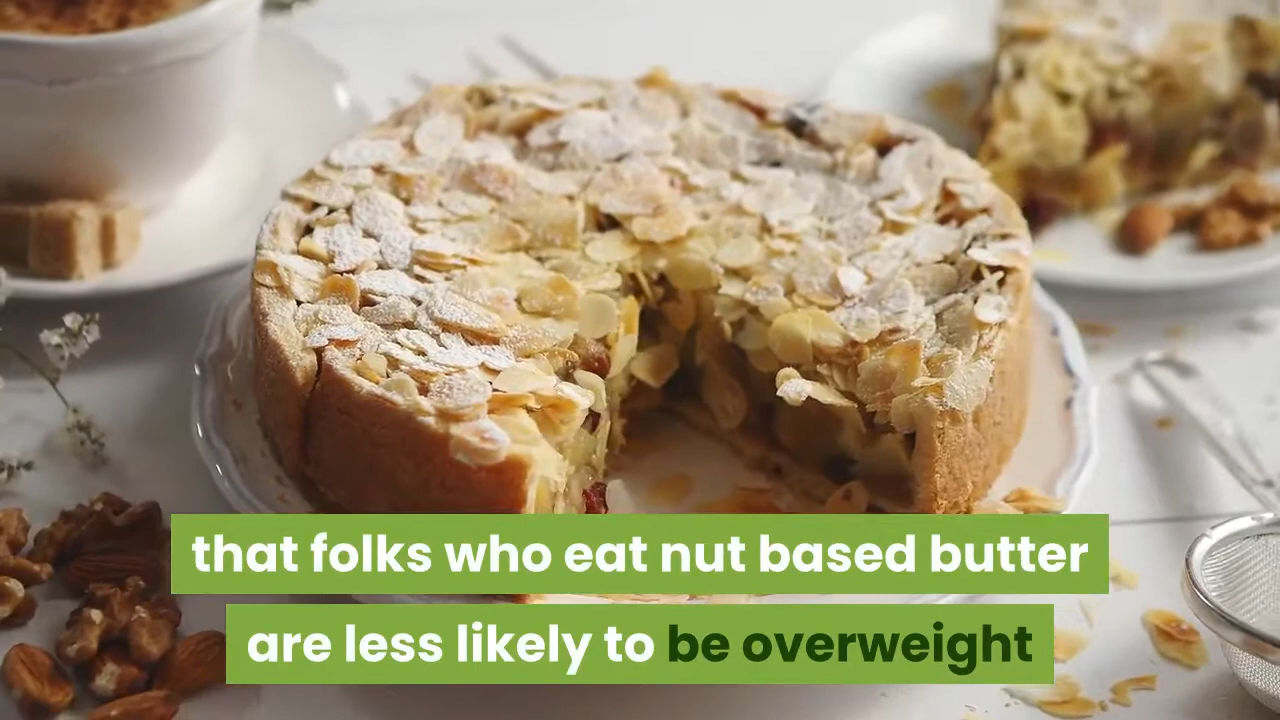 that folks who eat nut based butter
are less likely to be overweight